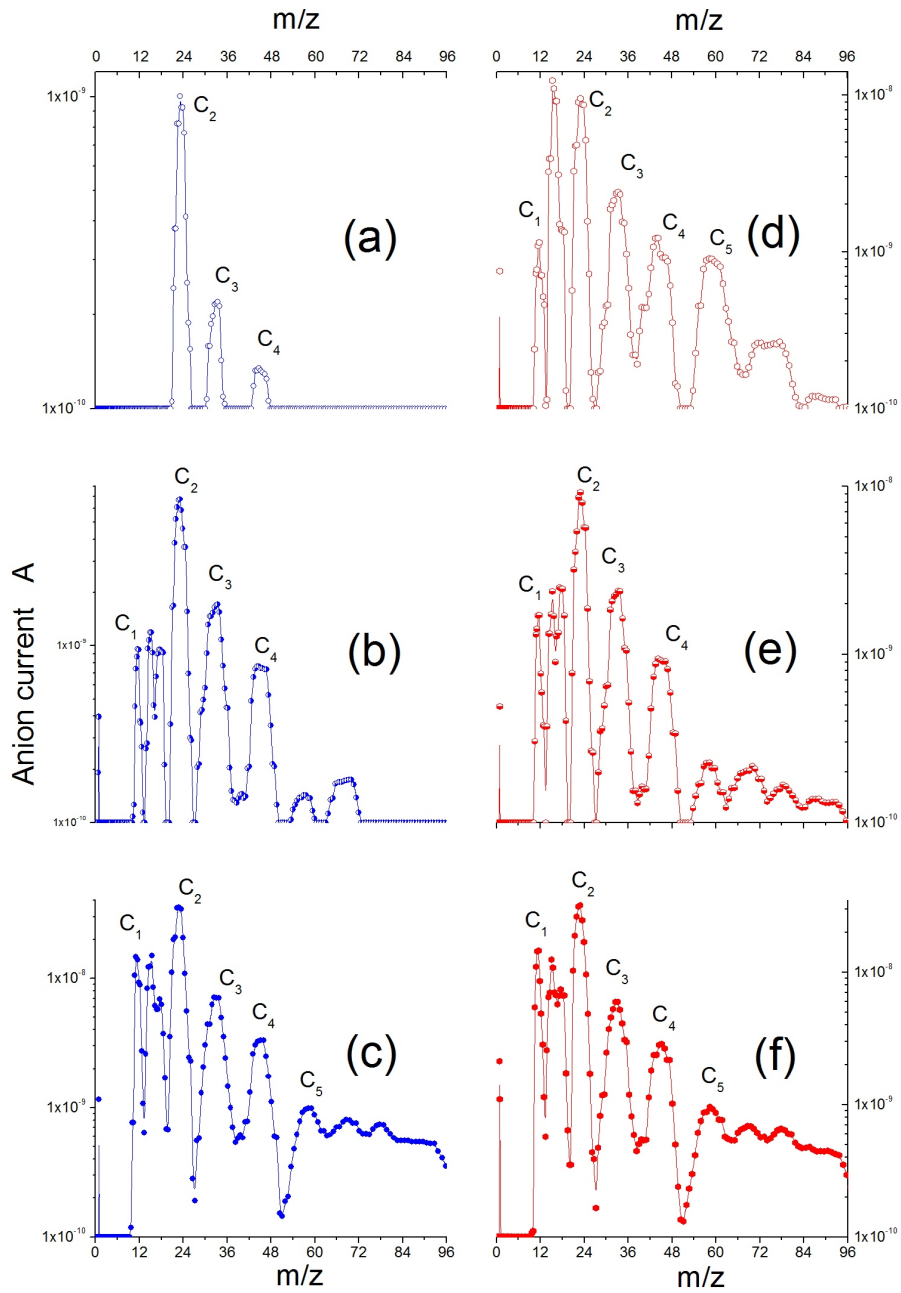 m/z
m/z
0 12 24 36 48 60 72 84 96
0 12 24 36 48 60 72 84 96
1x10⁻⁹
C₂
C₃
C₄
(a)
1x10⁻¹⁰
C₁
C₂
C₃
C₄
C₅
(d)
1x10⁻⁸
1x10⁻⁹
1x10⁻¹⁰
Anion current A
1x10⁻⁹
C₁
C₂
C₃
C₄
(b)
1x10⁻¹⁰
C₁
C₂
C₃
C₄
(e)
1x10⁻⁸
1x10⁻⁹
1x10⁻¹⁰
1x10⁻⁸
1x10⁻⁹
1x10⁻¹⁰
C₁
C₂
C₃
C₄
C₅
(c)
C₁
C₂
C₃
C₄
C₅
(f)
1x10⁻⁸
1x10⁻⁹
1x10⁻¹⁰
0 12 24 36 48 60 72 84 96
0 12 24 36 48 60 72 84 96
m/z
m/z